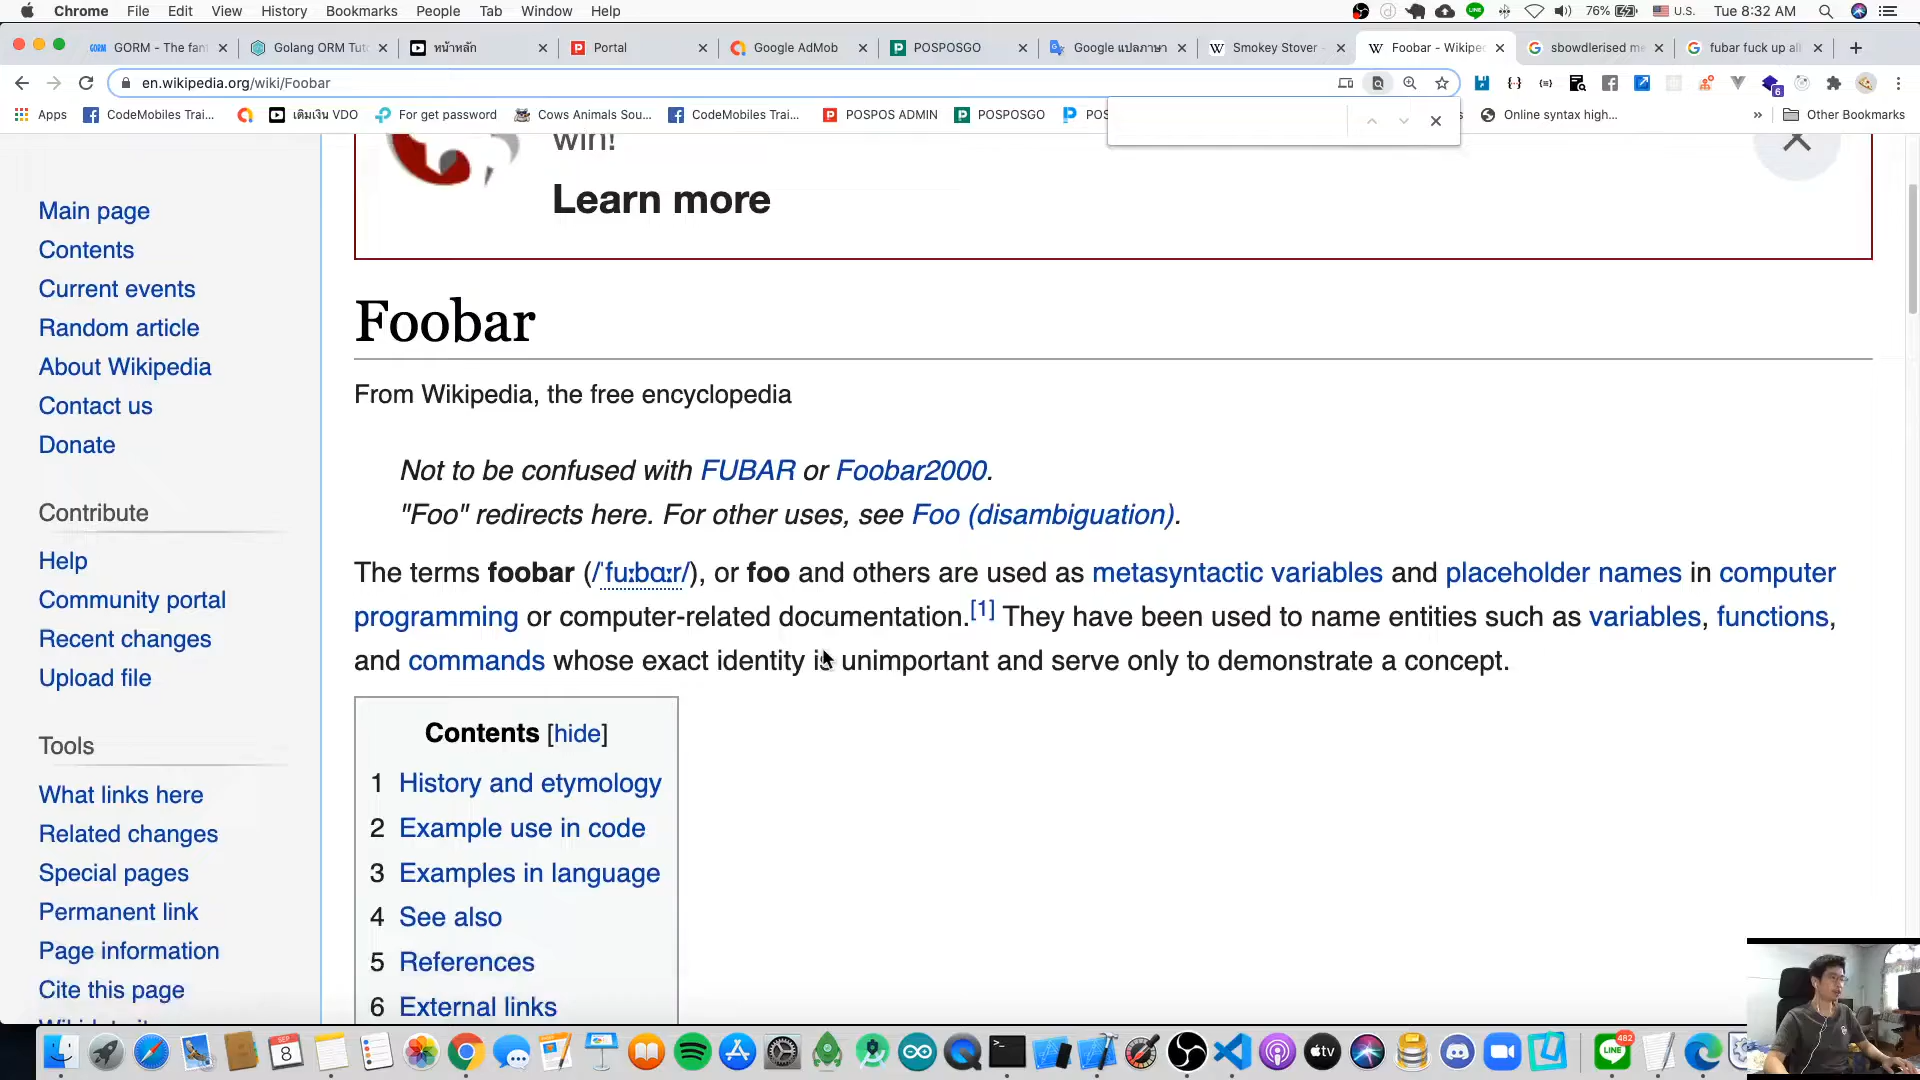 Chrome File Edit View History Bookmarks People Tab Window Help
76% U.S. Tue 8:32 AM
GORM - The fan
Golang ORM Tuto
หน้าหลัก
Portal
Google AdMob
POSPOSGO
Google แปลภาษา
Smokey Stover -
Foobar - Wikipe
sbowdlerised me
fubar fuck up all
en.wikipedia.org/wiki/Foobar
6
Apps
CodeMobiles Trai...
เติมเงิน VDO
For get password
Cows Animals Sou...
CodeMobiles Trai...
POSPOS ADMIN
POSPOSGO
POS
Online syntax high...
»
Other Bookmarks
win!
Learn more
Main page
Contents
Current events
Random article
About Wikipedia
Contact us
Donate
Contribute
Help
Community portal
Recent changes
Upload file
Tools
What links here
Related changes
Special pages
Permanent link
Page information
Cite this page
Foobar
From Wikipedia, the free encyclopedia
Not to be confused with FUBAR or Foobar2000.
"Foo" redirects here. For other uses, see Foo (disambiguation).
The terms foobar (/ˈfuːbɑːr/), or foo and others are used as metasyntactic variables and placeholder names in computer
programming or computer-related documentation.[1] They have been used to name entities such as variables, functions,
and commands whose exact identity is unimportant and serve only to demonstrate a concept.
Contents [hide]
1 History and etymology
2 Example use in code
3 Examples in language
4 See also
5 References
6 External links
SEP
8
tv
LINE
482